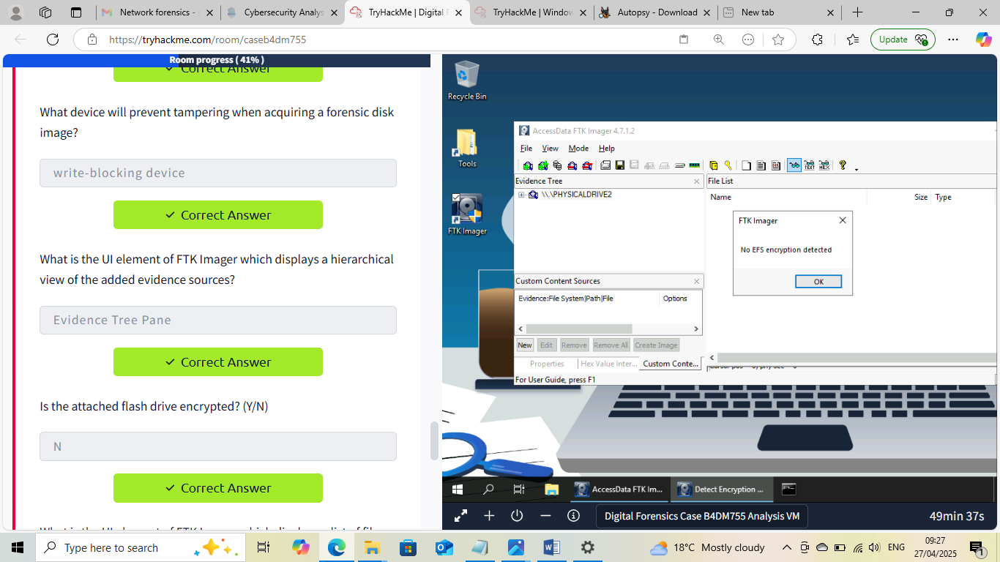 Network forensics -
Cybersecurity Analys
TryHackMe | Digital F
TryHackMe | Window
Autopsy - Download
New tab
https://tryhackme.com/room/caseb4dm755
Update
Room progress ( 41% )
Correct Answer
What device will prevent tampering when acquiring a forensic disk
image?
write-blocking device
Correct Answer
What is the UI element of FTK Imager which displays a hierarchical
view of the added evidence sources?
Evidence Tree Pane
Correct Answer
Is the attached flash drive encrypted? (Y/N)
N
Correct Answer
Recycle Bin
Tools
FTK Imager
AccessData FTK Imager 4.7.1.2
File View Mode Help
Evidence Tree
\\.\PHYSICALDRIVE2
File List
Name Size Type
FTK Imager
No EFS encryption detected
OK
Custom Content Sources
Evidence:File System|Path|File Options
New Edit Remove Remove All Create Image
Properties Hex Value Inter... Custom Conte...
For User Guide, press F1
AccessData FTK Im...
Detect Encryption ...
Digital Forensics Case B4DM755 Analysis VM
49min 37s
Type here to search
18°C Mostly cloudy
ENG
09:27
27/04/2025
1